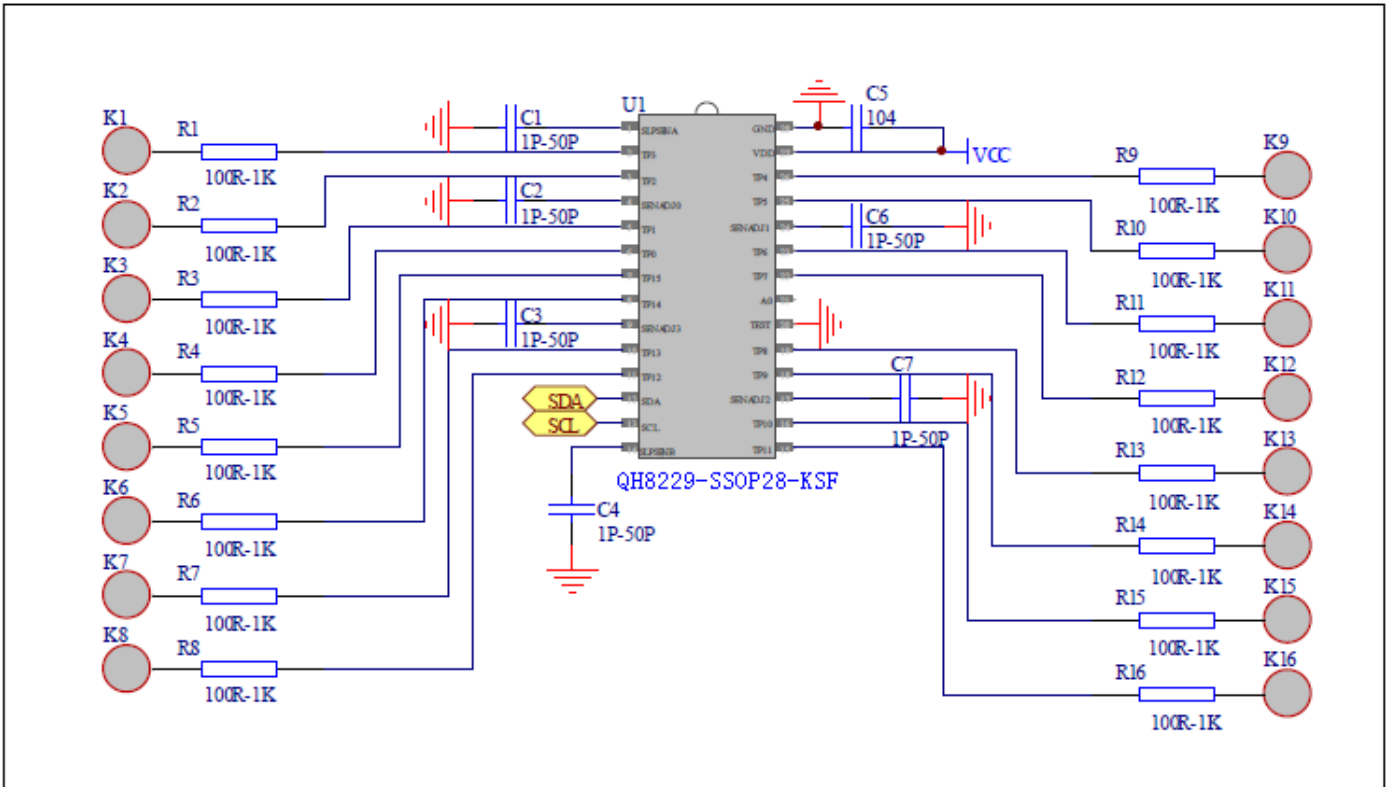 U1
K1
R1
100R-1K
K2
R2
100R-1K
K3
R3
100R-1K
K4
R4
100R-1K
K5
R5
100R-1K
K6
R6
100R-1K
K7
R7
100R-1K
K8
R8
100R-1K
C1
1P-50P
C2
1P-50P
C3
1P-50P
SDA
SCL
C4
1P-50P
TP3
TP2
SENADJ0
TP1
TP0
TP15
TP14
SENADJ3
TP13
TP12
SDA
SCL
GND
VDD
TP4
TP5
SENADJ1
TP6
TP7
A0
TEST
TP8
TP9
SENADJ2
TP10
TP11
QH8229-SSOP28-KSF
C5
104
VCC
C6
1P-50P
C7
1P-50P
K9
R9
100R-1K
K10
R10
100R-1K
K11
R11
100R-1K
K12
R12
100R-1K
K13
R13
100R-1K
K14
R14
100R-1K
K15
R15
100R-1K
K16
R16
100R-1K